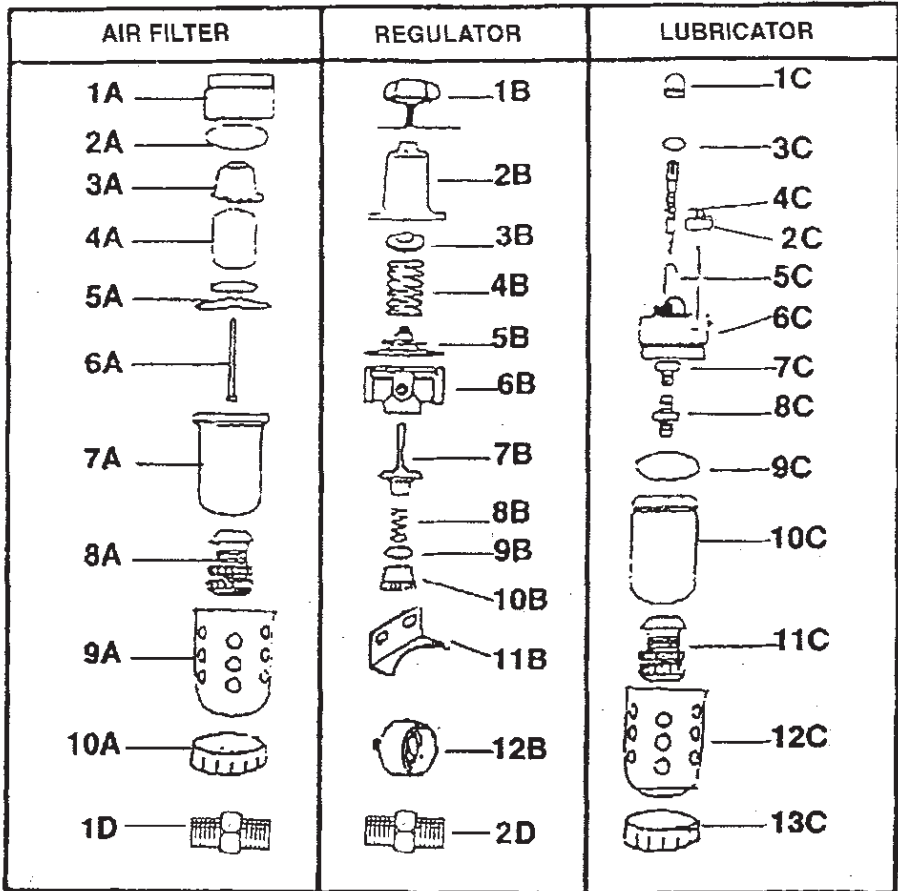 AIR FILTER
1A
2A
3A
4A
5A
6A
7A
8A
9A
10A
1D
REGULATOR
1B
2B
3B
4B
5B
6B
7B
8B
9B
10B
11B
12B
2D
LUBRICATOR
1C
3C
4C
2C
5C
6C
7C
8C
9C
10C
11C
12C
13C